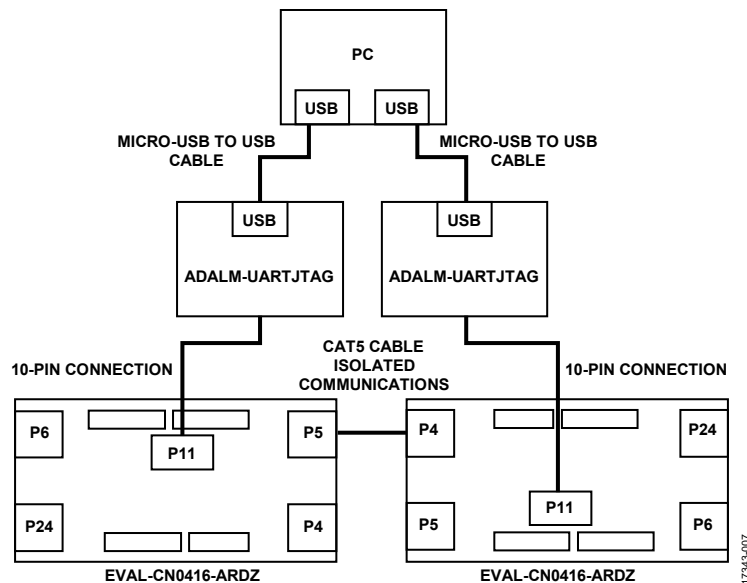 PC
USB
USB
MICRO-USB TO USB
CABLE
MICRO-USB TO USB
CABLE
USB
USB
ADALM-UARTJTAG
ADALM-UARTJTAG
10-PIN CONNECTION
CAT5 CABLE
ISOLATED
COMMUNICATIONS
10-PIN CONNECTION
P6
P11
P5
P24
P4
P4
P24
P11
P5
P6
EVAL-CN0416-ARDZ
EVAL-CN0416-ARDZ
17343-007